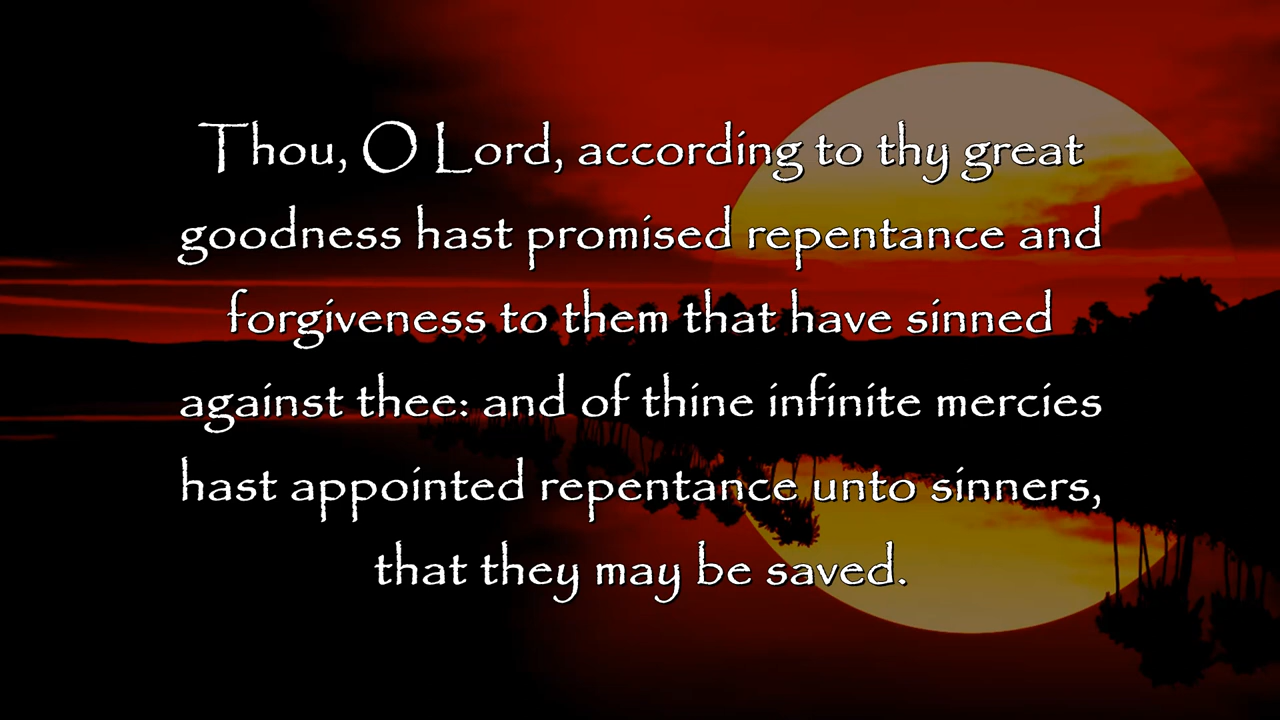 Thou, O Lord, according to thy great
goodness hast promised repentance and
forgiveness to them that have sinned
against thee: and of thine infinite mercies
hast appointed repentance unto sinners,
that they may be saved.